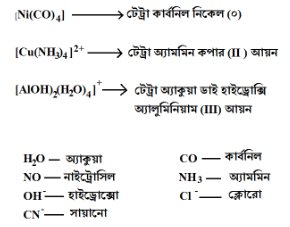 [Ni(CO)₄] ⟶ টেট্রা কার্বনিল নিকেল (০)
[Cu(NH₃)₄]²⁺ ⟶ টেট্রা অ্যামমিন কপার (II ) আয়ন
[AlOH)₂(H₂O)₄]⁺ ⟶ টেট্রা অ্যাকুয়া ডাই হাইড্রোক্সি
অ্যালুমিনিয়াম (III) আয়ন
H₂O — অ্যাকুয়া CO — কার্বনিল
NO — নাইট্রোসিল NH₃ — অ্যামমিন
OH⁻ — হাইড্রোক্সো Cl⁻ — ক্লোরো
CN⁻ — সায়ানো